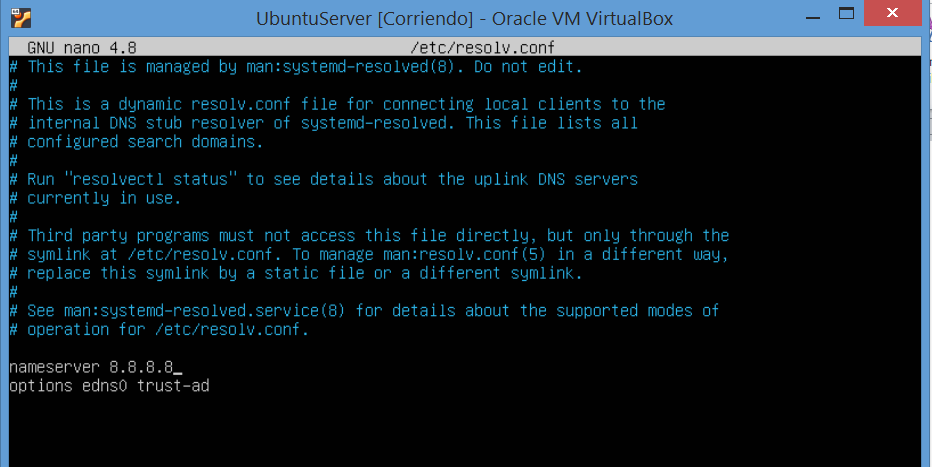 UbuntuServer [Corriendo] - Oracle VM VirtualBox
GNU nano 4.8 /etc/resolv.conf
# This file is managed by man:systemd-resolved(8). Do not edit.
#
# This is a dynamic resolv.conf file for connecting local clients to the
# internal DNS stub resolver of systemd-resolved. This file lists all
# configured search domains.
#
# Run "resolvectl status" to see details about the uplink DNS servers
# currently in use.
#
# Third party programs must not access this file directly, but only through the
# symlink at /etc/resolv.conf. To manage man:resolv.conf(5) in a different way,
# replace this symlink by a static file or a different symlink.
#
# See man:systemd-resolved.service(8) for details about the supported modes of
# operation for /etc/resolv.conf.
nameserver 8.8.8.8
options edns0 trust-ad